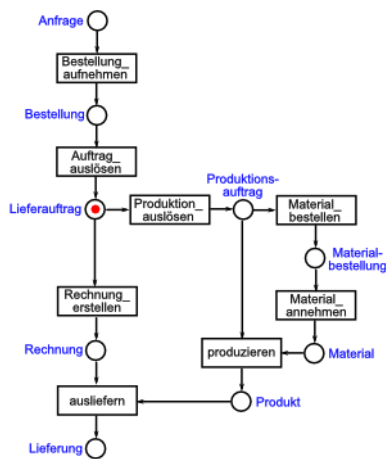 Anfrage
Bestellung_
aufnehmen
Bestellung
Auftrag_
auslösen
Lieferauftrag
Produktion_
auslösen
Produktions-
auftrag
Material_
bestellen
Material-
bestellung
Rechnung_
erstellen
Material_
annehmen
Rechnung
produzieren
Material
ausliefern
Produkt
Lieferung